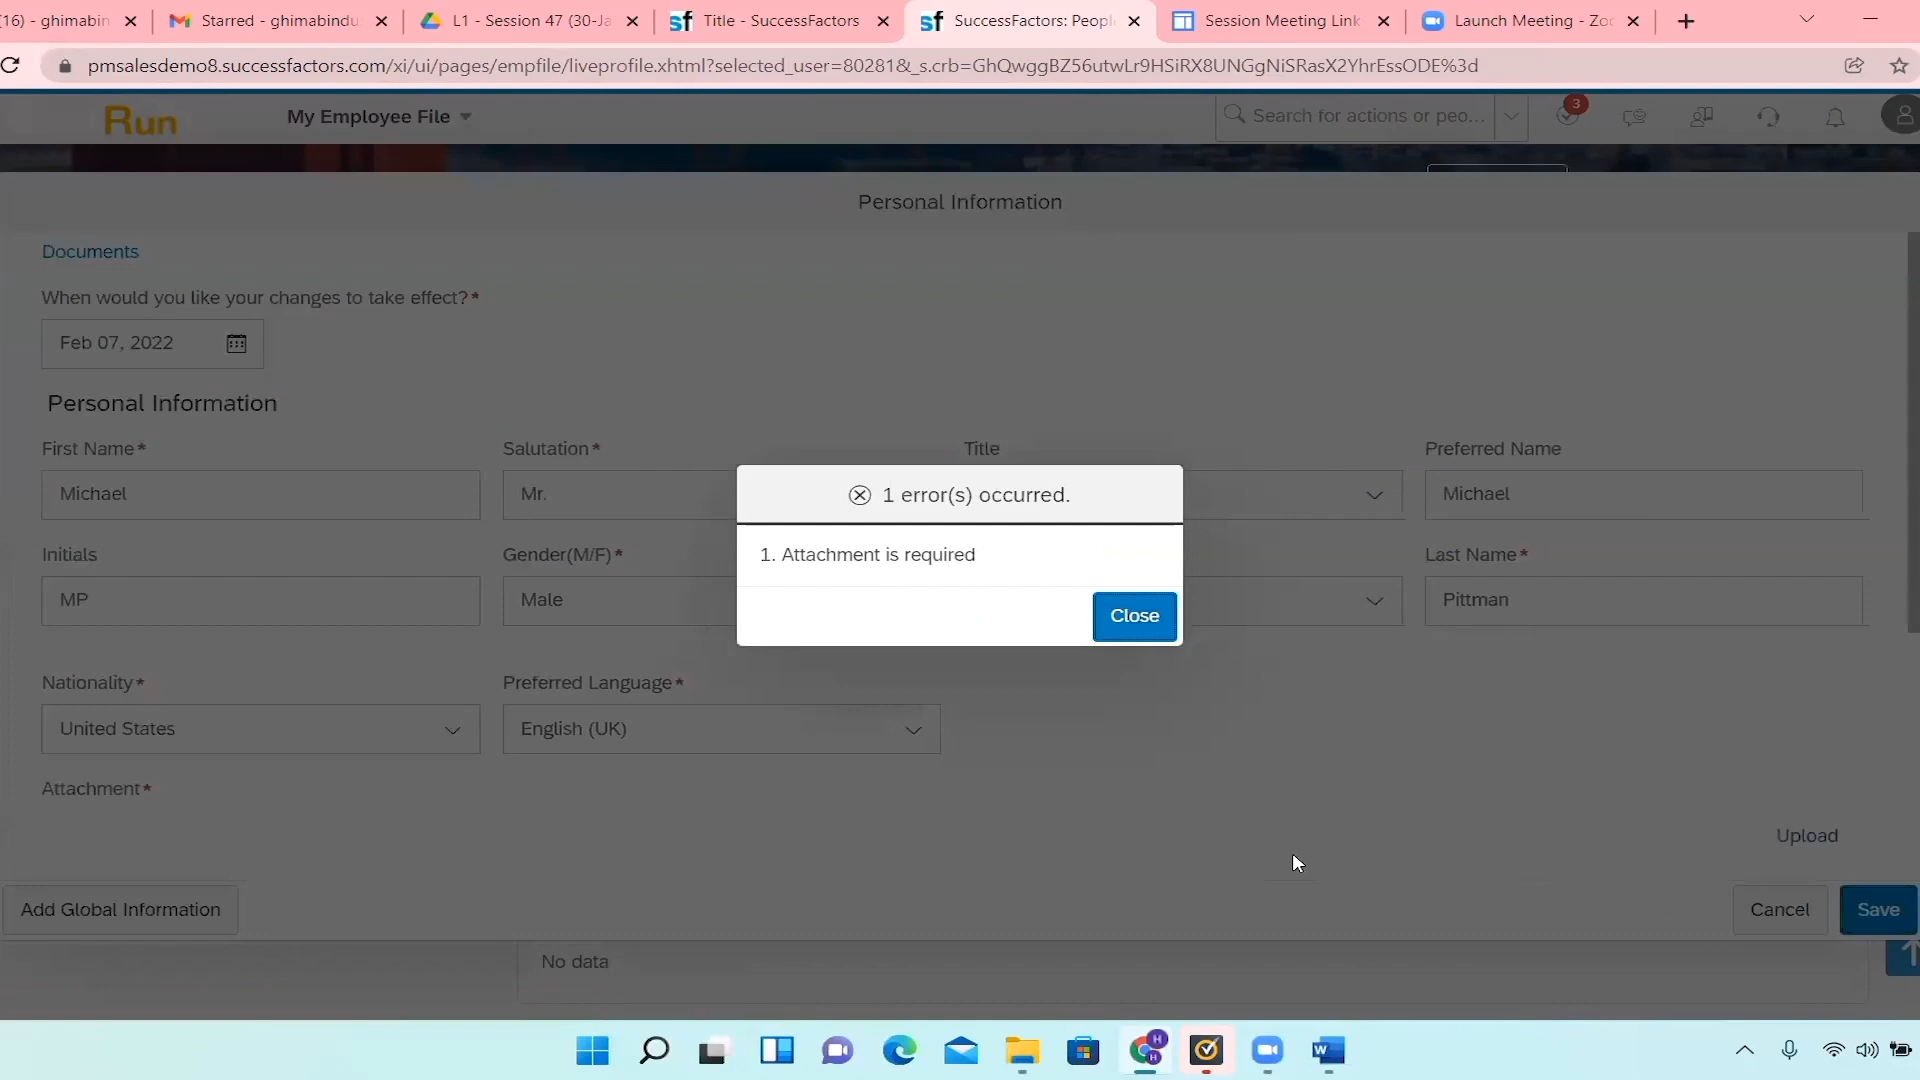 (16) - ghimabin
Starred - ghimabindu
L1 - Session 47 (30-Ja
Title - SuccessFactors
SuccessFactors: Peopl
Session Meeting Link
Launch Meeting - Zoo
pmsalesdemo8.successfactors.com/xi/ui/pages/empfile/liveprofile.xhtml?selected_user=80281&_s.crb=GhQwggBZ56utwLr9HSiRX8UNGgNiSRasX2YhrEssODE%3d
Run
My Employee File
Search for actions or peo...
3
Personal Information
Documents
When would you like your changes to take effect?*
Feb 07, 2022
Personal Information
First Name*
Salutation*
Title
Preferred Name
Michael
Mr.
Michael
1 error(s) occurred.
1. Attachment is required
Close
Initials
Gender(M/F)*
Last Name*
MP
Male
Pittman
Nationality*
Preferred Language*
United States
English (UK)
Attachment*
Upload
Add Global Information
Cancel
Save
No data